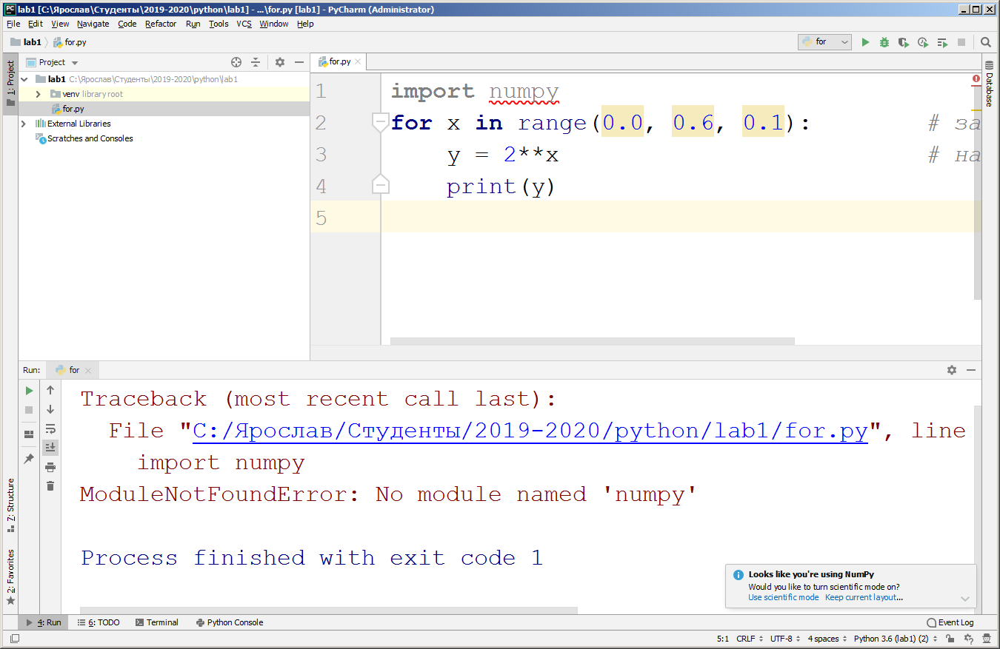 lab1 [C:\Ярослав\Студенты\2019-2020\python\lab1] - ...\for.py [lab1] - PyCharm (Administrator)
File Edit View Navigate Code Refactor Run Tools VCS Window Help
lab1 for.py
for
1: Project
Project
lab1 C:\Ярослав\Студенты\2019-2020\python\lab1
venv library root
for.py
External Libraries
Scratches and Consoles
for.py
1 import numpy
2 for x in range(0.0, 0.6, 0.1): # за
3 y = 2**x # на
4 print(y)
5
Database
Run: for
Traceback (most recent call last):
File "C:/Ярослав/Студенты/2019-2020/python/lab1/for.py", line
import numpy
ModuleNotFoundError: No module named 'numpy'
Process finished with exit code 1
7: Structure
2: Favorites
Looks like you're using NumPy
Would you like to turn scientific mode on?
Use scientific mode Keep current layout...
4: Run 6: TODO Terminal Python Console Event Log
5:1 CRLF UTF-8 4 spaces Python 3.6 (lab1) (2)